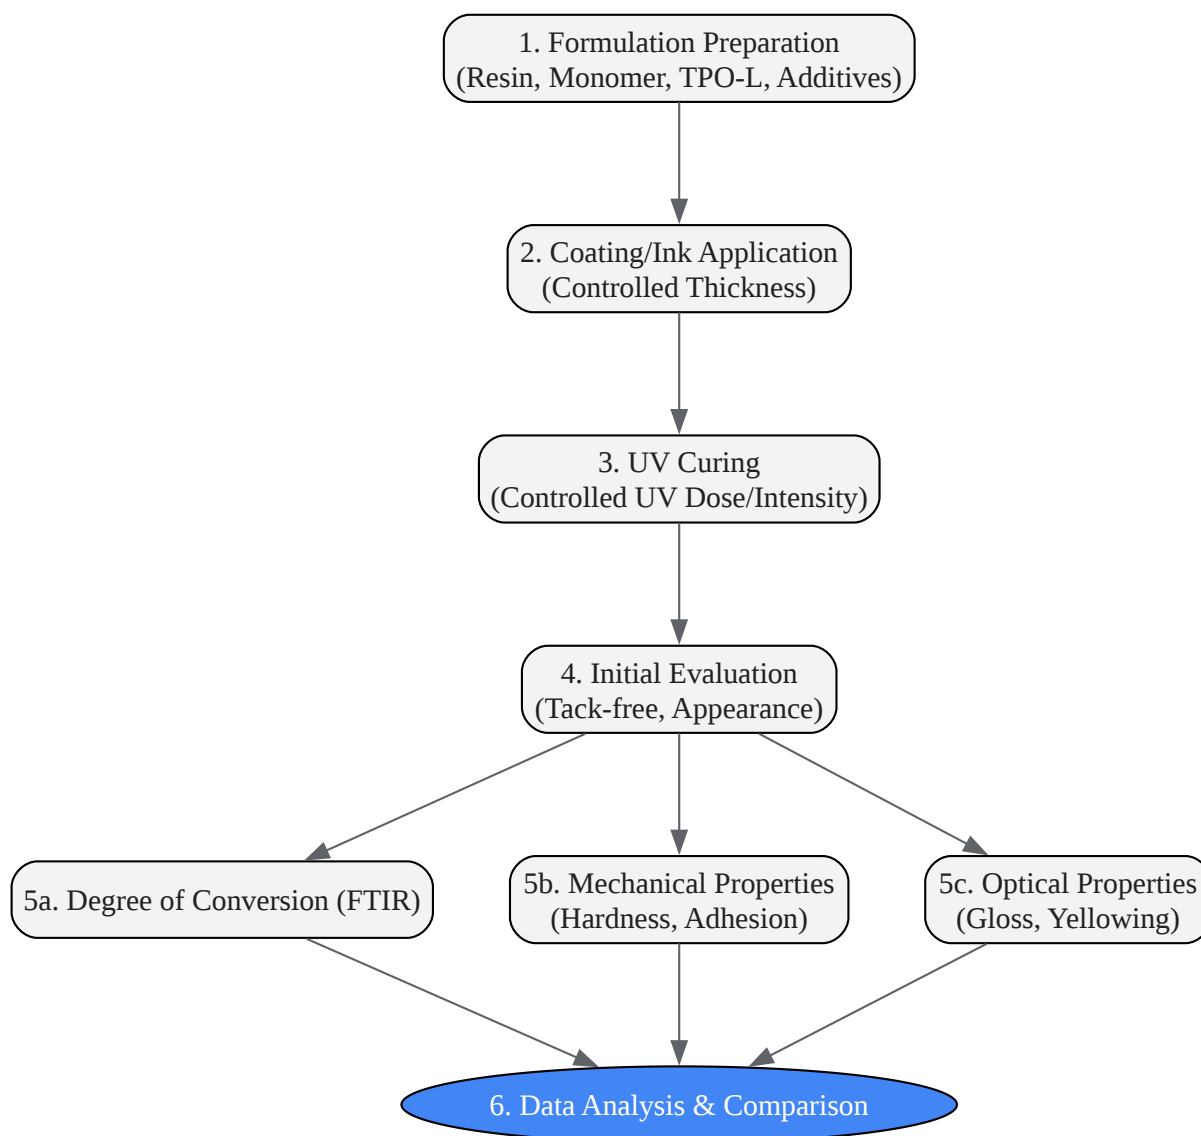 1. Formulation Preparation
(Resin, Monomer, TPO-L, Additives)
2. Coating/Ink Application
(Controlled Thickness)
3. UV Curing
(Controlled UV Dose/Intensity)
4. Initial Evaluation
(Tack-free, Appearance)
5a. Degree of Conversion (FTIR)
5b. Mechanical Properties
(Hardness, Adhesion)
5c. Optical Properties
(Gloss, Yellowing)
6. Data Analysis & Comparison